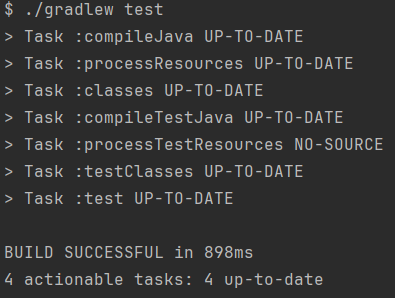 $ ./gradlew test
> Task :compileJava UP-TO-DATE
> Task :processResources UP-TO-DATE
> Task :classes UP-TO-DATE
> Task :compileTestJava UP-TO-DATE
> Task :processTestResources NO-SOURCE
> Task :testClasses UP-TO-DATE
> Task :test UP-TO-DATE
BUILD SUCCESSFUL in 898ms
4 actionable tasks: 4 up-to-date